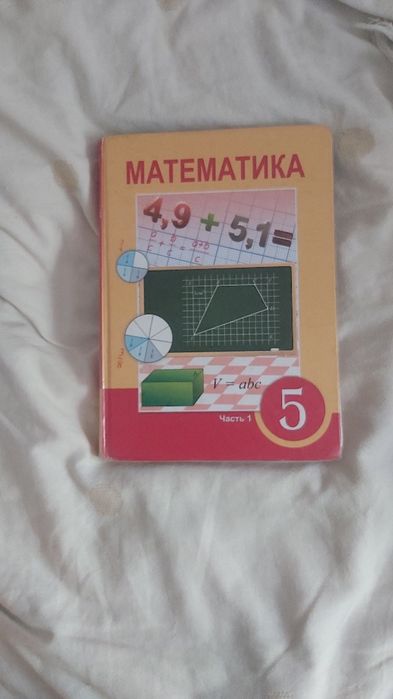 МАТЕМАТИКА
4,9 + 5,1 =
V = abc
Часть 1
5